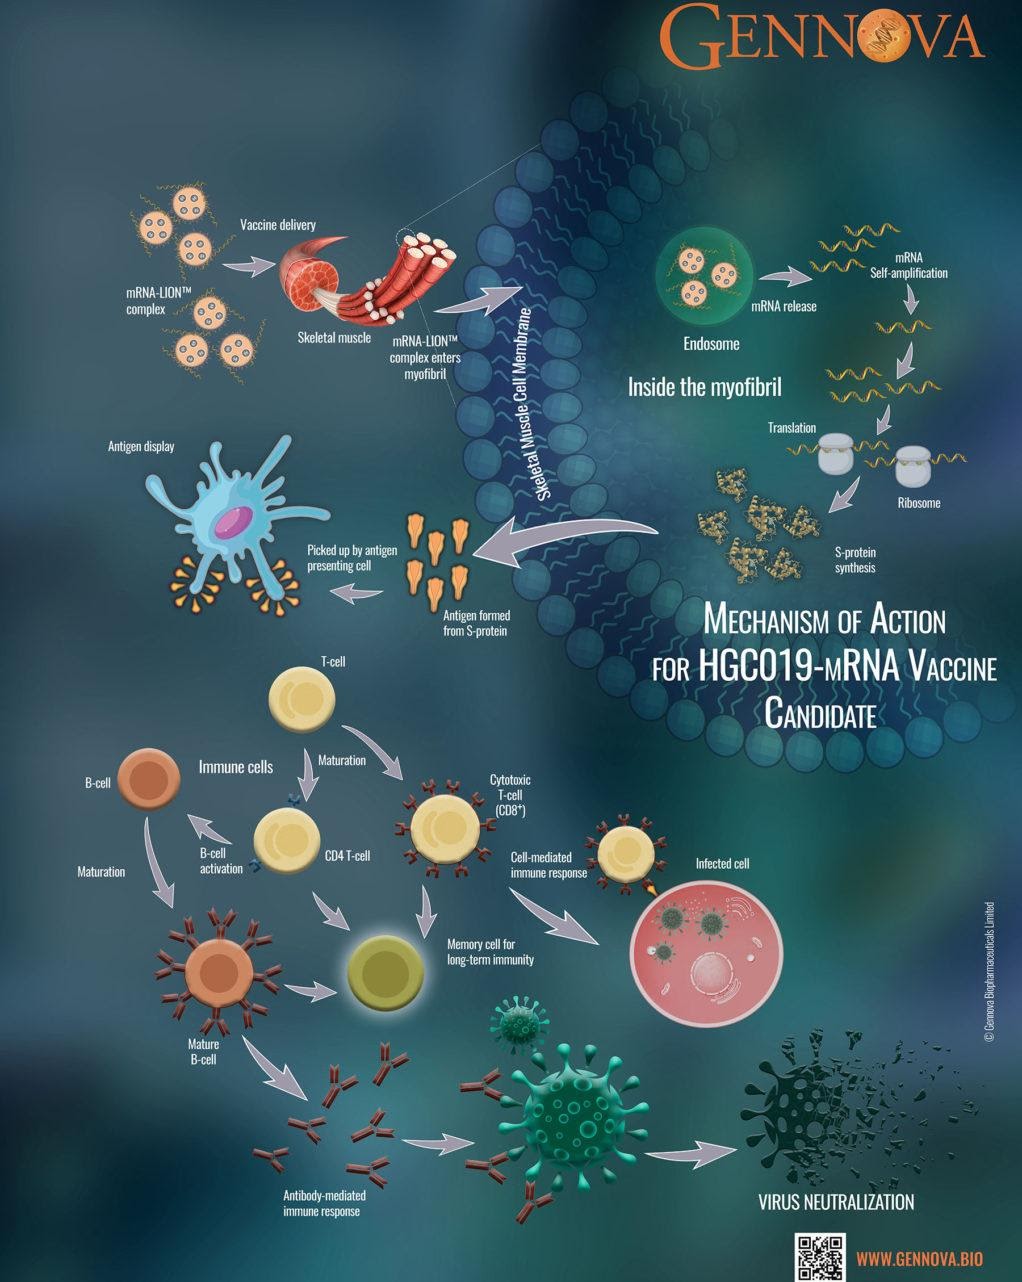 GENNOVA
Vaccine delivery
mRNA-LION™
complex
Skeletal muscle
mRNA-LION™
complex enters
myofibril
Skeletal Muscle Cell Membrane
mRNA
Self-amplification
mRNA release
Endosome
Inside the myofibril
Translation
Ribosome
S-protein
synthesis
Antigen display
Picked up by antigen
presenting cell
Antigen formed
from S-protein
MECHANISM OF ACTION
FOR HGCO19-MRNA VACCINE
CANDIDATE
T-cell
Maturation
Immune cells
B-cell
Cytotoxic
T-cell
(CD8⁺)
B-cell
activation
CD4 T-cell
Maturation
Cell-mediated
immune response
Infected cell
Memory cell for
long-term immunity
Mature
B-cell
Antibody-mediated
immune response
VIRUS NEUTRALIZATION
© Gennova Biopharmaceuticals Limited
WWW.GENNOVA.BIO